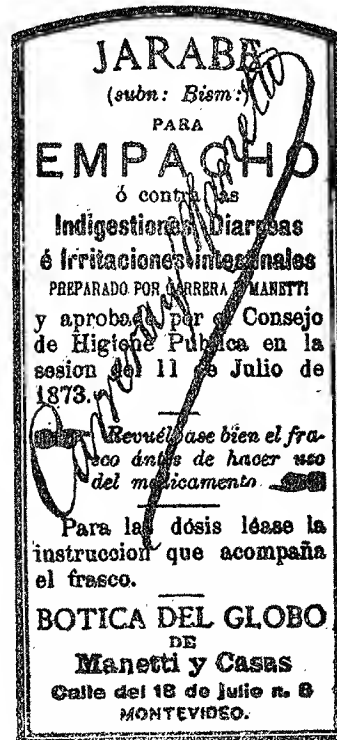 JARABE
(subn: Bism:)
PARA
EMPACHO
ó contra las
Indigestiones, Diarreas
é Irritaciones intestinales
PREPARADO POR CARRERA Y MANETTI
y aprobado por el Consejo
de Higiene Pública en la
sesion del 11 de Julio de
1873.
Revuélvase bien el fra-
sco ántes de hacer uso
del medicamento
Para las dósis léase la
instruccion que acompaña
el frasco.
BOTICA DEL GLOBO
DE
Manetti y Casas
Calle del 18 de Julio n. 8
MONTEVIDEO.
Carrera y Manetti